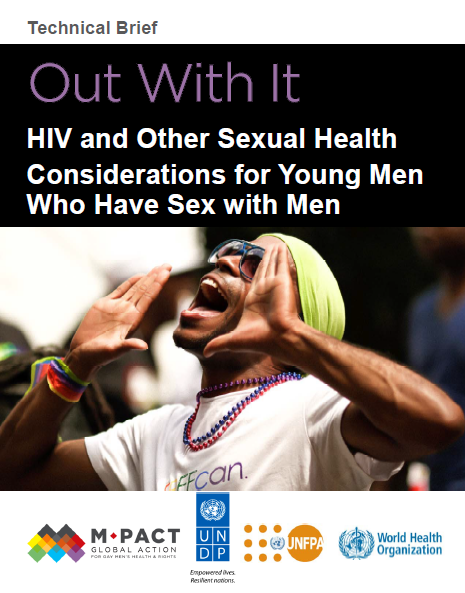 Technical Brief
Out With It
HIV and Other Sexual Health
Considerations for Young Men
Who Have Sex with Men
FFcan.
M PACT
GLOBAL ACTION
FOR GAY MEN'S HEALTH & RIGHTS
U N
D P
Empowered lives.
Resilient nations.
UNFPA
World Health
Organization